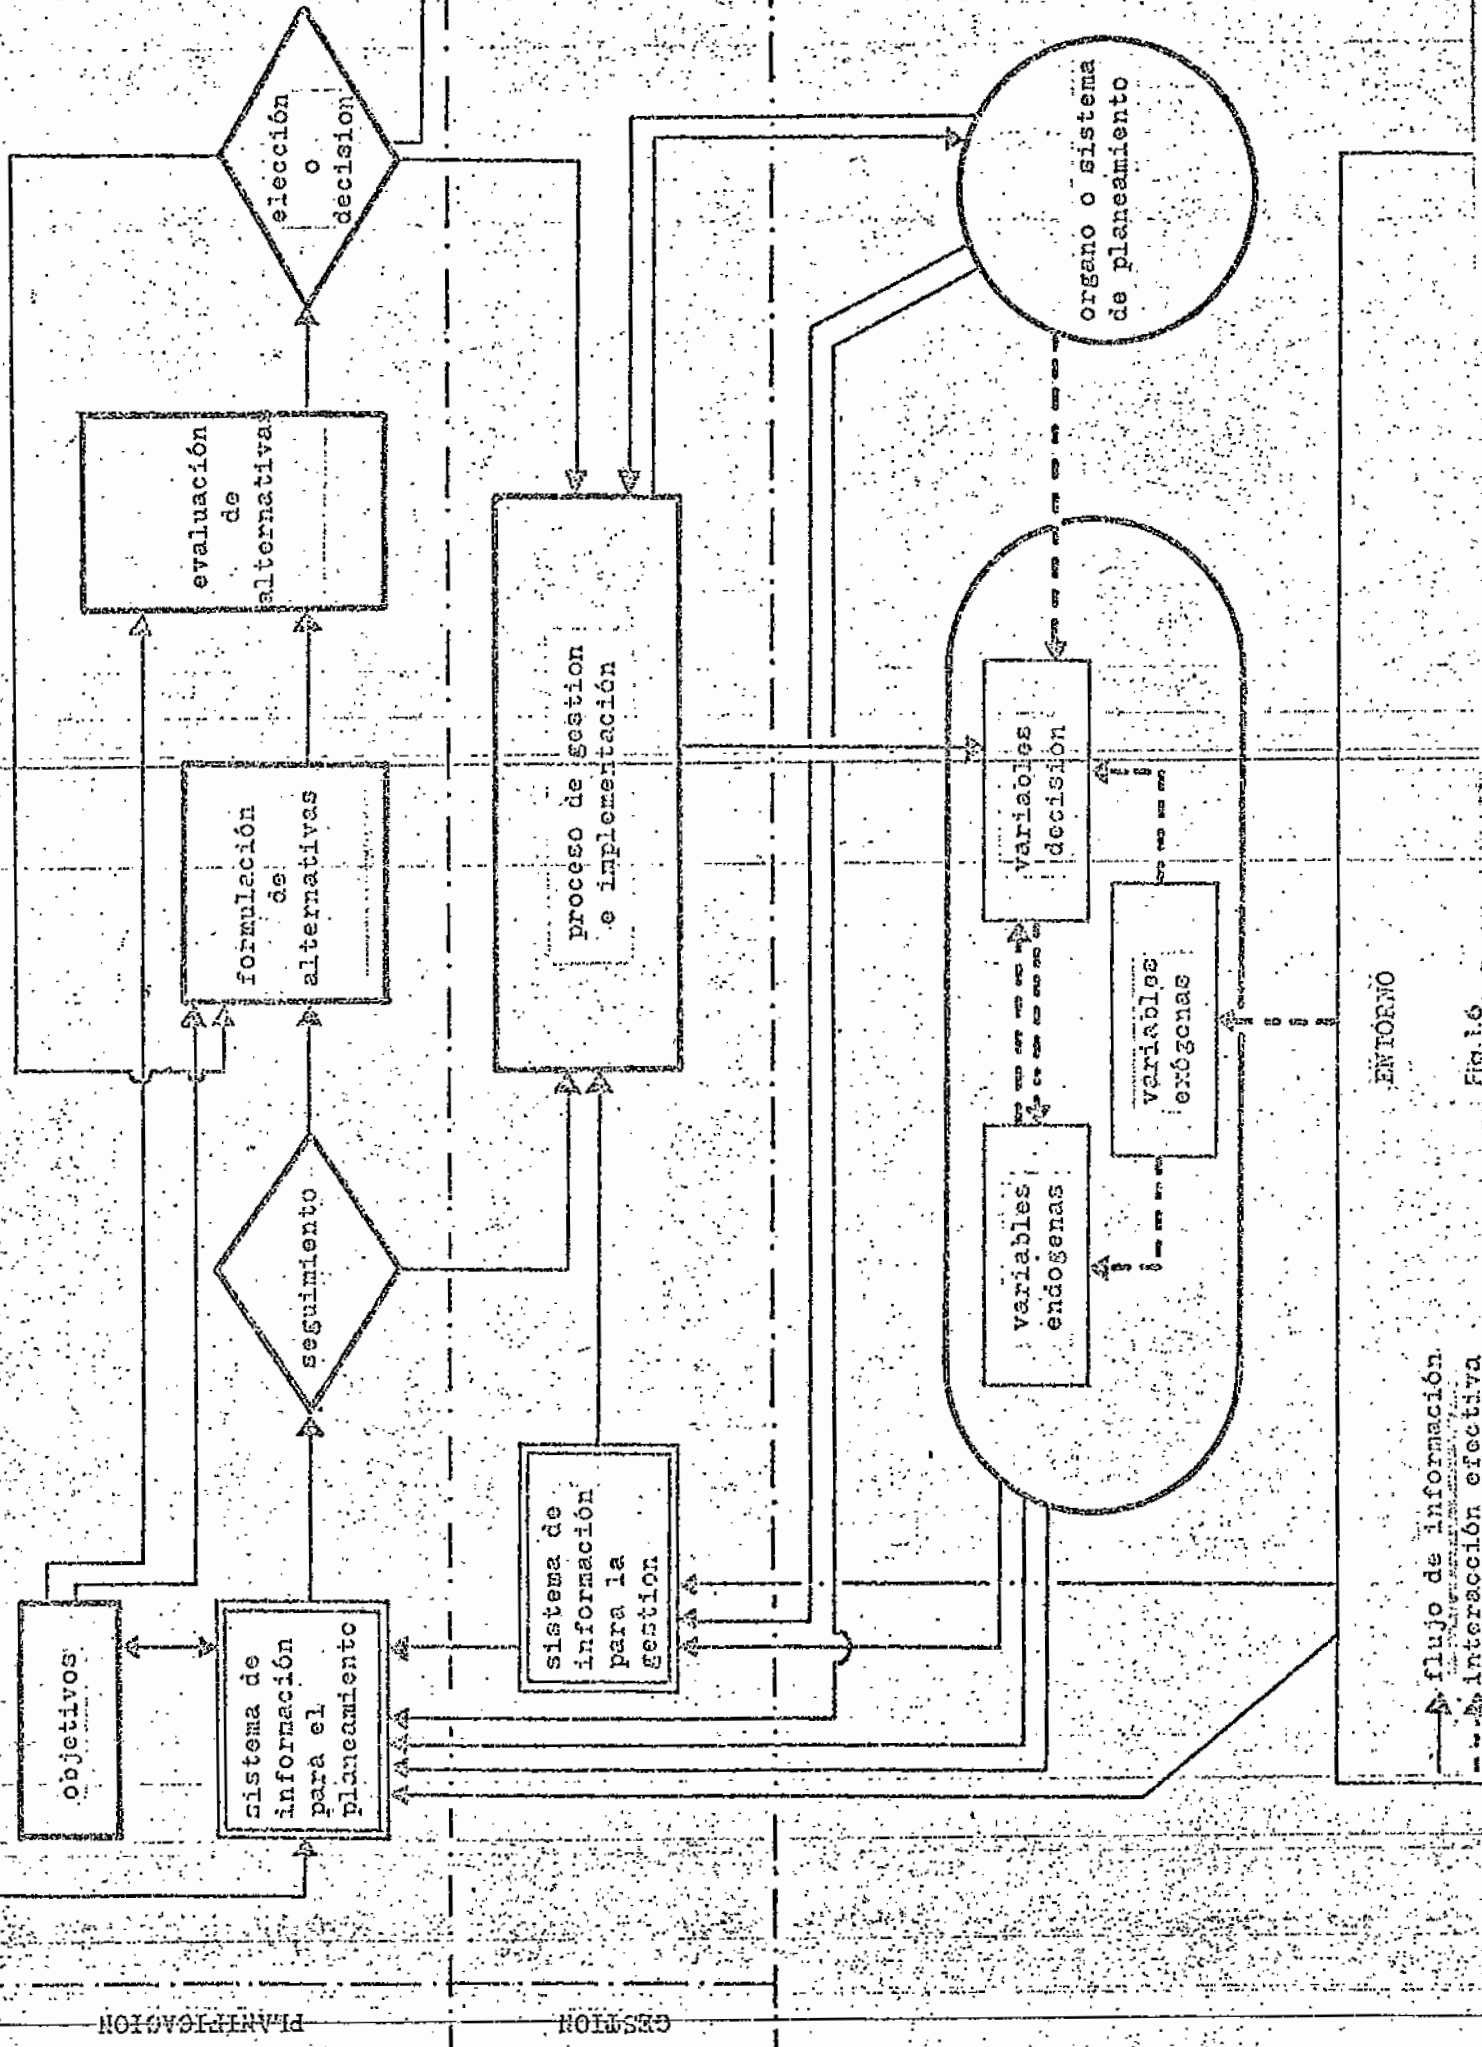 PLANIFICACION
objetivos
sistema de
información
para el
planeamiento
seguimiento
formulación
de
alternativas
evaluación
de
alternativas
elección
o
decision
GESTION
sistema de
información
para la
gestion
proceso de gestion
e implementación
variables
endogenas
variables
decision
variables
exógenas
organo o sistema
de planeamiento
ENTORNO
flujo de información
interacción efectiva
Fig.1.6